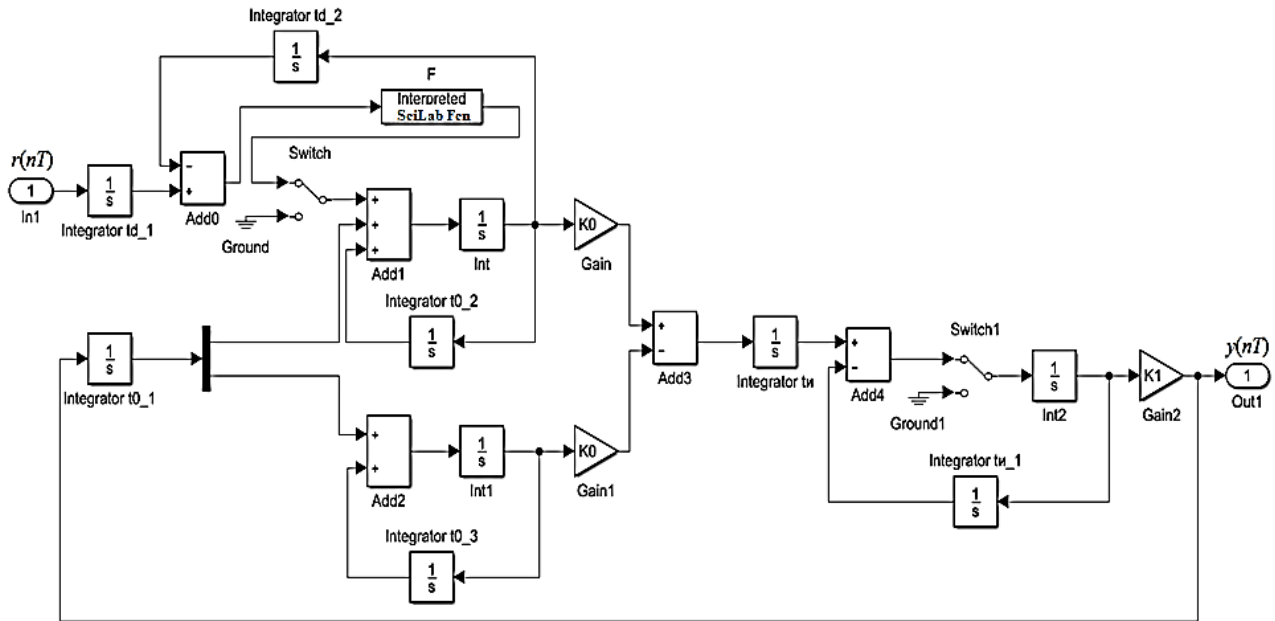 Integrator td_2
1
s
F
Interpreted
SciLab Fcn
r(nT)
1
In1
1
s
Integrator td_1
-
+
Add0
Switch
Ground
+
+
+
Add1
1
s
Int
K0
Gain
Integrator t0_2
1
s
1
s
Integrator t0_1
+
-
Add3
1
s
Integrator tи
+
-
Add4
Switch1
Ground1
1
s
Int2
K1
Gain2
y(nT)
1
Out1
+
+
Add2
1
s
Int1
K0
Gain1
Integrator tи_1
1
s
Integrator t0_3
1
s